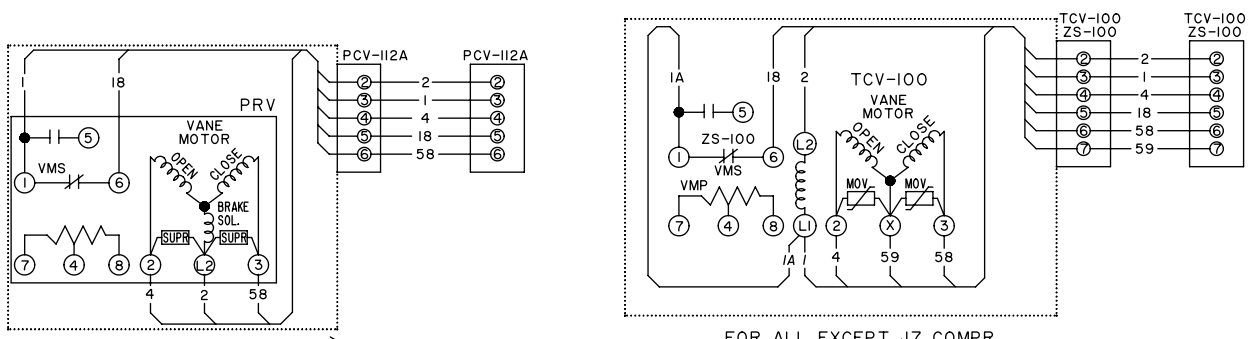 PCV-112A
PCV-112A
1
18
2
2
2
PRV
3
1
3
4
4
4
5
VANE
MOTOR
5
18
5
OPEN
CLOSE
6
58
6
VMS
1
6
BRAKE
SOL.
SUPR
SUPR
7
4
8
2
L2
3
4
2
58
TCV-100
ZS-100
TCV-100
ZS-100
2
2
2
1A
18
2
TCV-100
3
1
3
4
4
4
VANE
MOTOR
5
18
5
5
6
58
6
OPEN
CLOSE
7
59
7
ZS-100
1
6
L2
VMS
VMP
MOV
MOV
7
4
8
L1
2
X
3
1A
1
4
59
58
FOR ALL EXCEPT J7 COMPR